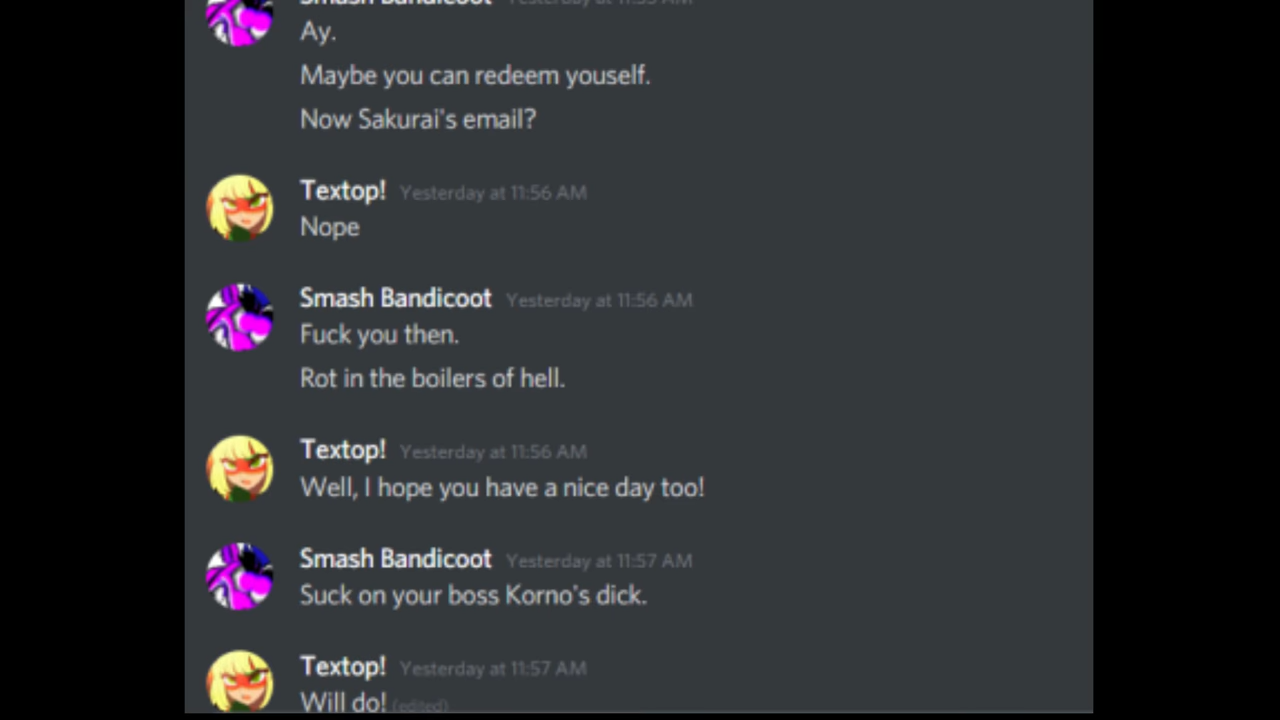 Smash Bandicoot Yesterday at 11:55 AM
Ay.
Maybe you can redeem youself.
Now Sakurai's email?
Textop! Yesterday at 11:56 AM
Nope
Smash Bandicoot Yesterday at 11:56 AM
Fuck you then.
Rot in the boilers of hell.
Textop! Yesterday at 11:56 AM
Well, I hope you have a nice day too!
Smash Bandicoot Yesterday at 11:57 AM
Suck on your boss Korno's dick.
Textop! Yesterday at 11:57 AM
Will do! (edited)